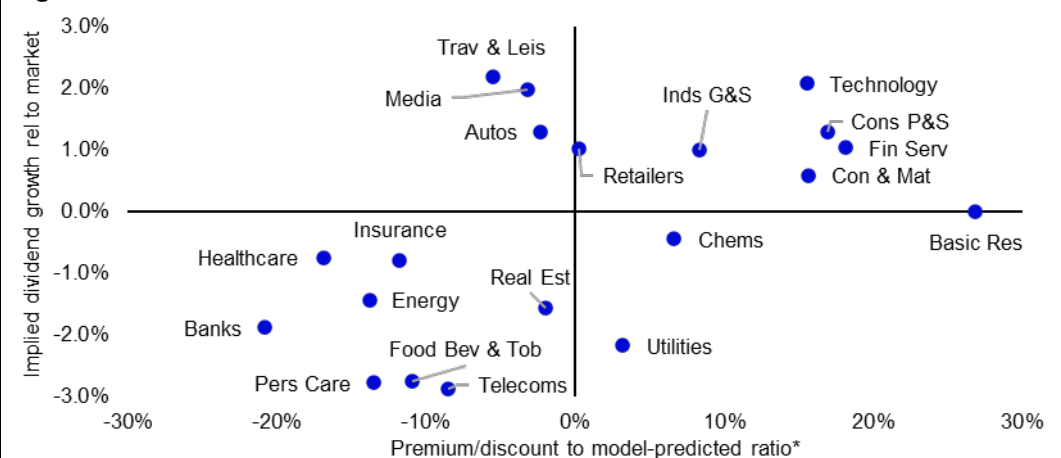 Implied dividend growth rel to market
3.0%
2.0%
1.0%
0.0%
-1.0%
-2.0%
-3.0%
Trav & Leis
Media
Autos
Inds G&S
Technology
Cons P&S
Fin Serv
Retailers
Con & Mat
Insurance
Healthcare
Chems
Basic Res
Real Est
Energy
Banks
Food Bev & Tob
Utilities
Pers Care
Telecoms
-30%
-20%
-10%
0%
10%
20%
30%
Premium/discount to model-predicted ratio*